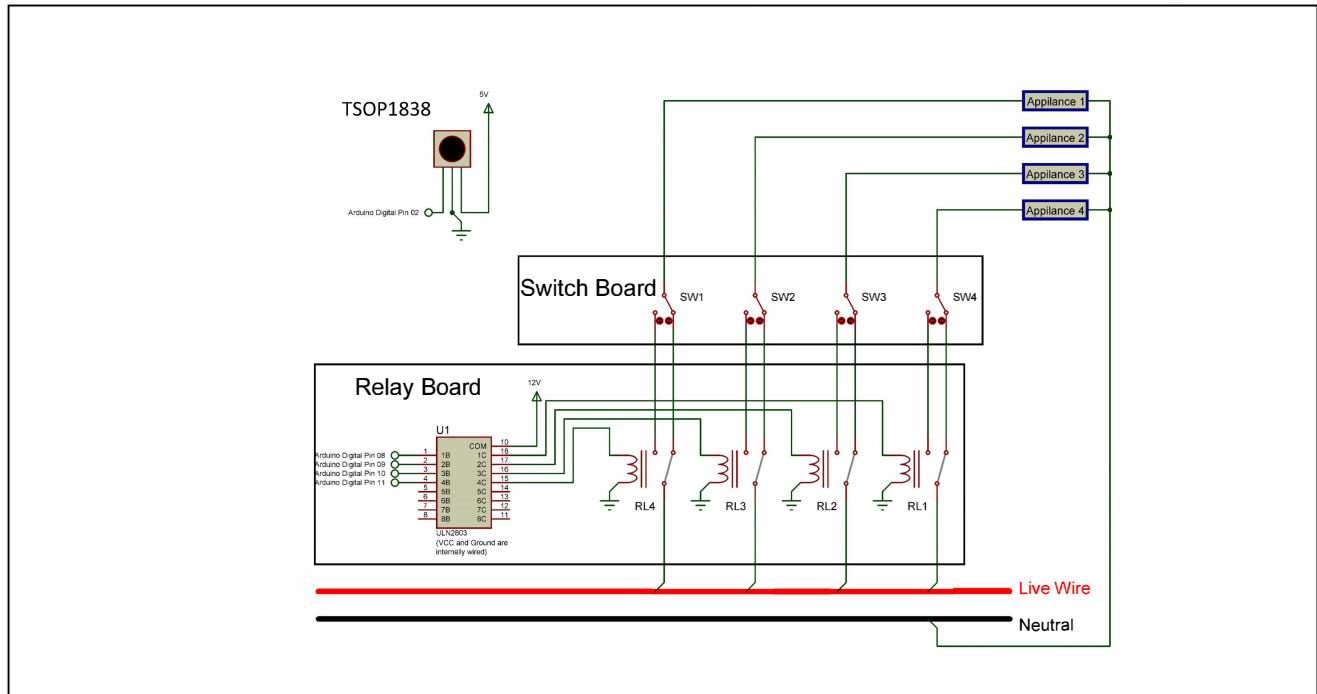 TSOP1838
5V
Arduino Digital Pin 02
Appilance 1
Appliance 2
Appliance 3
Appliance 4
Switch Board
SW1
SW2
SW3
SW4
Relay Board
12V
U1
COM
10
Arduino Digital Pin 08
1
1B
1C
18
Arduino Digital Pin 09
2
2B
2C
17
Arduino Digital Pin 10
3
3B
3C
16
Arduino Digital Pin 11
4
4B
4C
15
5
5B
5C
14
6
6B
6C
13
7
7B
7C
12
8
8B
8C
11
ULN2803
(VCC and Ground are
internally wired)
RL4
RL3
RL2
RL1
Live Wire
Neutral